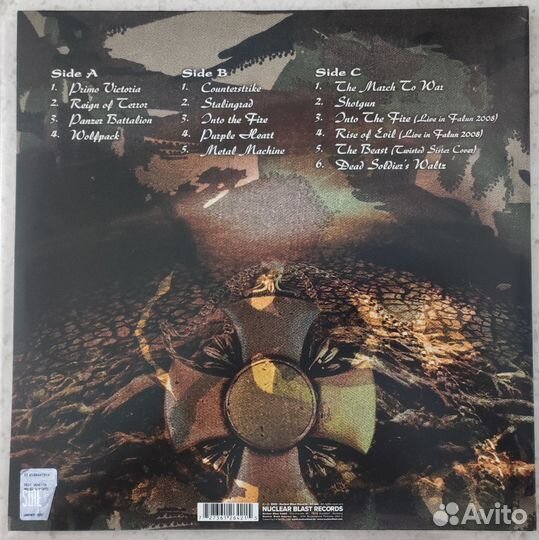 Side A
1. Primo Victoria
2. Reign of Terror
3. Panzer Battalion
4. Wolfpack
Side B
1. Counterstrike
2. Stalingrad
3. Into the Fire
4. Purple Heart
5. Metal Machine
Side C
1. The March To War
2. Shotgun
3. Into The Fire (Live in Falun 2008)
4. Rise of Evil (Live in Falun 2008)
5. The Beast (Twisted Sister Cover)
6. Dead Soldier's Waltz
NUCLEAR BLAST RECORDS
Avito